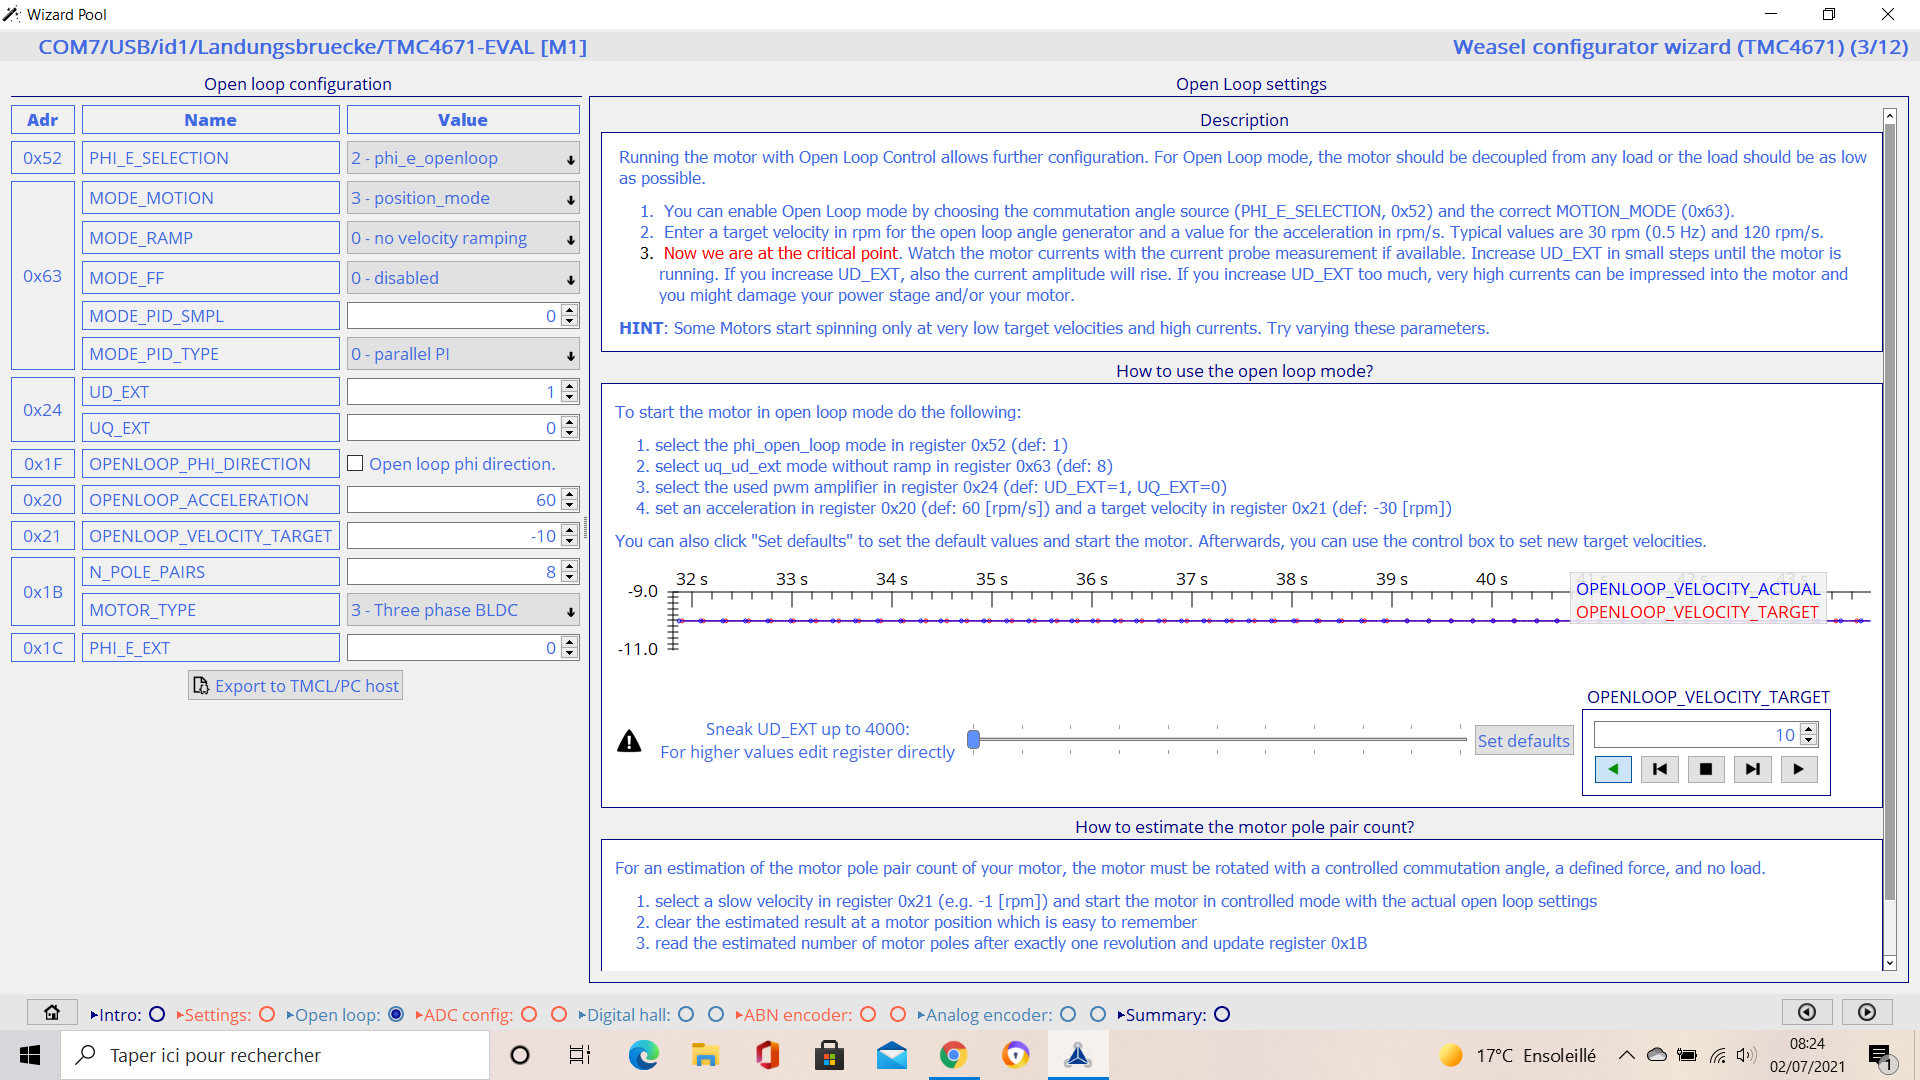 Wizard Pool
COM7/USB/id1/Landungsbruecke/TMC4671-EVAL [M1]
Weasel configurator wizard (TMC4671) (3/12)
Open loop configuration
Adr Name Value
0x52 PHI_E_SELECTION 2 - phi_e_openloop
0x63 MODE_MOTION 3 - position_mode
MODE_RAMP 0 - no velocity ramping
MODE_FF 0 - disabled
MODE_PID_SMPL 0
MODE_PID_TYPE 0 - parallel PI
0x24 UD_EXT 1
UQ_EXT 0
0x1F OPENLOOP_PHI_DIRECTION Open loop phi direction.
0x20 OPENLOOP_ACCELERATION 60
0x21 OPENLOOP_VELOCITY_TARGET -10
0x1B N_POLE_PAIRS 8
MOTOR_TYPE 3 - Three phase BLDC
0x1C PHI_E_EXT 0
Export to TMCL/PC host
Open Loop settings
Description
Running the motor with Open Loop Control allows further configuration. For Open Loop mode, the motor should be decoupled from any load or the load should be as low
as possible.
1. You can enable Open Loop mode by choosing the commutation angle source (PHI_E_SELECTION, 0x52) and the correct MOTION_MODE (0x63).
2. Enter a target velocity in rpm for the open loop angle generator and a value for the acceleration in rpm/s. Typical values are 30 rpm (0.5 Hz) and 120 rpm/s.
3. Now we are at the critical point. Watch the motor currents with the current probe measurement if available. Increase UD_EXT in small steps until the motor is
running. If you increase UD_EXT, also the current amplitude will rise. If you increase UD_EXT too much, very high currents can be impressed into the motor and
you might damage your power stage and/or your motor.
HINT: Some Motors start spinning only at very low target velocities and high currents. Try varying these parameters.
How to use the open loop mode?
To start the motor in open loop mode do the following:
1. select the phi_open_loop mode in register 0x52 (def: 1)
2. select uq_ud_ext mode without ramp in register 0x63 (def: 8)
3. select the used pwm amplifier in register 0x24 (def: UD_EXT=1, UQ_EXT=0)
4. set an acceleration in register 0x20 (def: 60 [rpm/s]) and a target velocity in register 0x21 (def: -30 [rpm])
You can also click "Set defaults" to set the default values and start the motor. Afterwards, you can use the control box to set new target velocities.
32 s 33 s 34 s 35 s 36 s 37 s 38 s 39 s 40 s 41 s 42 s 43 s
-9.0
-11.0
OPENLOOP_VELOCITY_ACTUAL
OPENLOOP_VELOCITY_TARGET
Sneak UD_EXT up to 4000:
For higher values edit register directly
Set defaults
OPENLOOP_VELOCITY_TARGET
10
How to estimate the motor pole pair count?
For an estimation of the motor pole pair count of your motor, the motor must be rotated with a controlled commutation angle, a defined force, and no load.
1. select a slow velocity in register 0x21 (e.g. -1 [rpm]) and start the motor in controlled mode with the actual open loop settings
2. clear the estimated result at a motor position which is easy to remember
3. read the estimated number of motor poles after exactly one revolution and update register 0x1B
Intro: Settings: Open loop: ADC config: Digital hall: ABN encoder: Analog encoder: Summary:
Taper ici pour rechercher
17°C Ensoleillé
08:24
02/07/2021
1